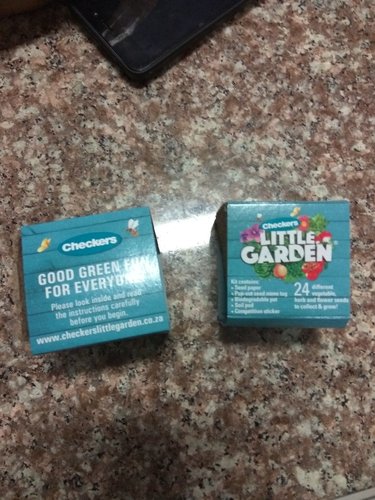 Checkers
GOOD GREEN FUN
FOR EVERYONE
Please look inside and read
the instructions carefully
before you begin.
www.checkerslittlegarden.co.za
Checkers
LITTLE
GARDEN
Kit contains:
• Seed paper
• Pop-out seed name tag
• Biodegradable pot
• Soil pod
• Competition sticker
24 different
vegetable,
herb and flower seeds
to collect & grow!